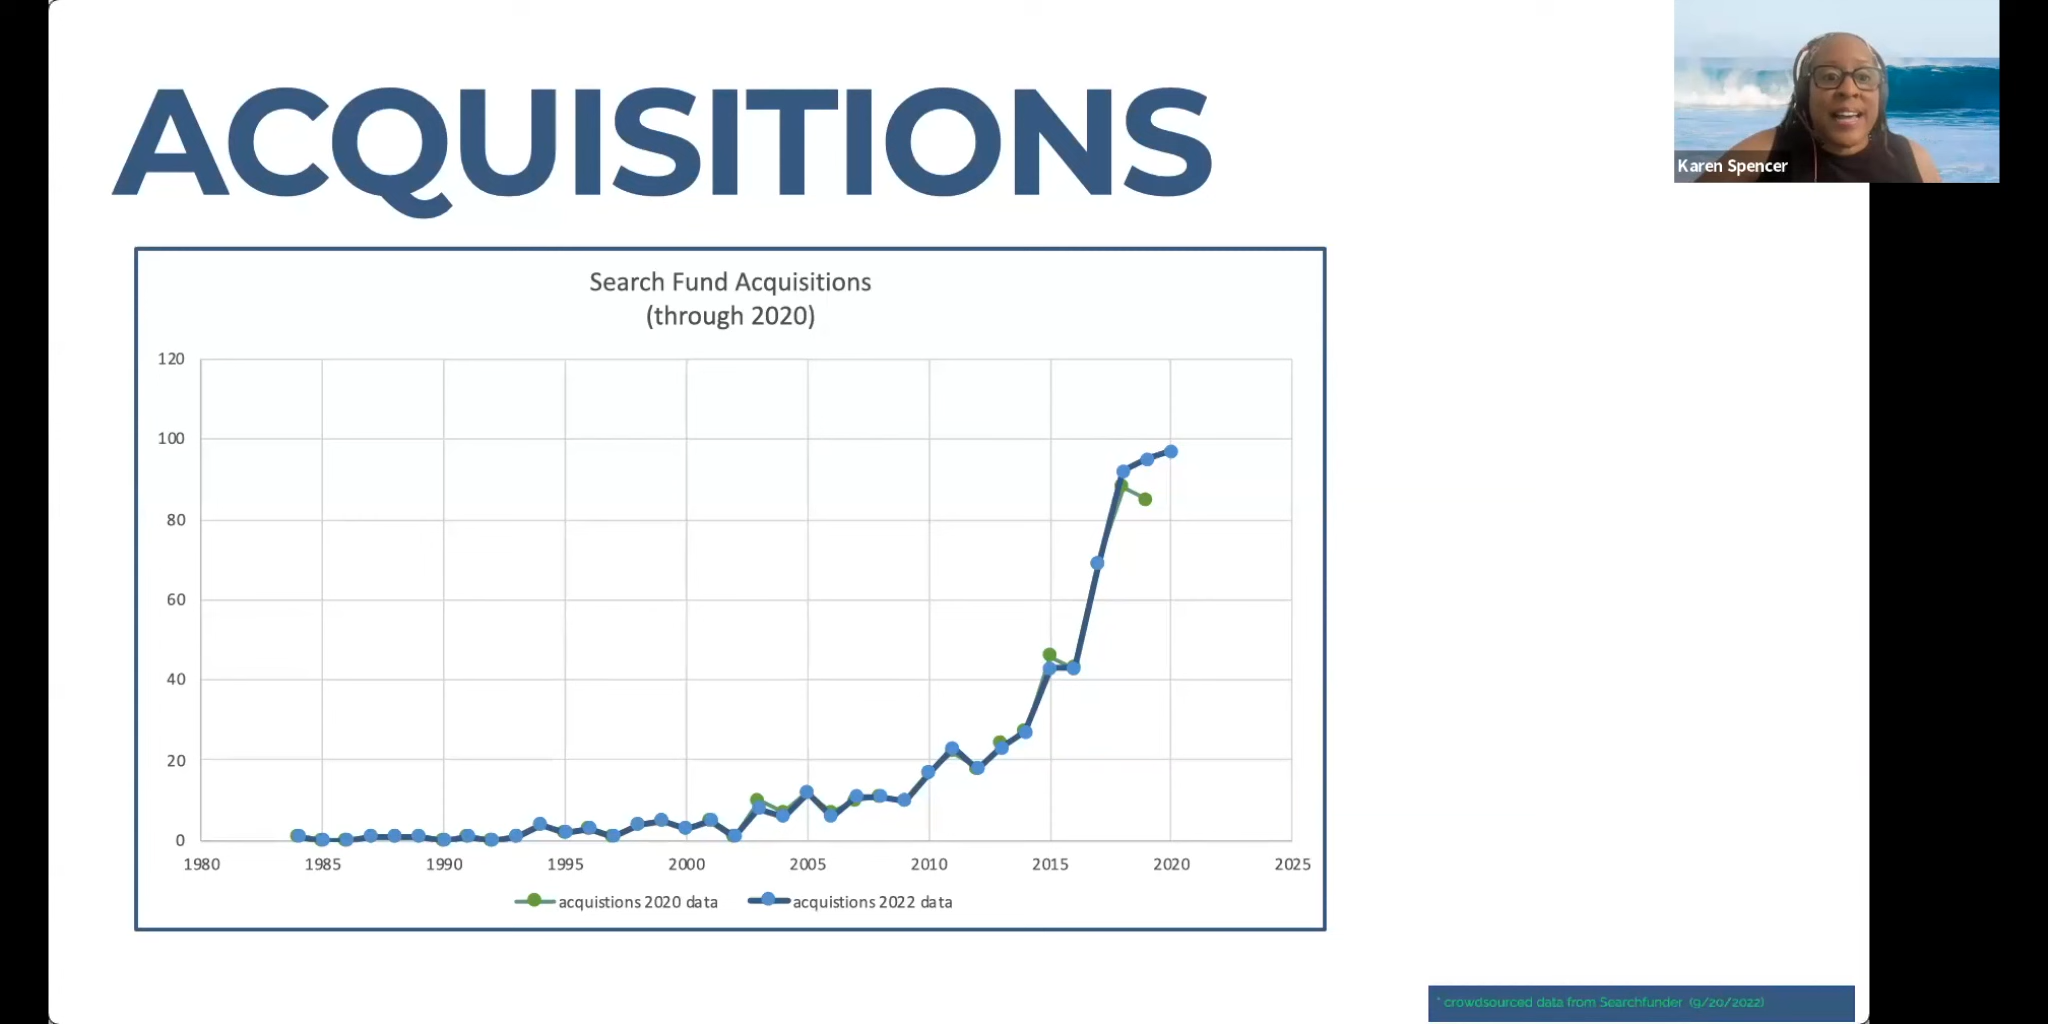 ACQUISITIONS
Karen Spencer
Search Fund Acquisitions
(through 2020)
120
100
80
60
40
20
0
1980 1985 1990 1995 2000 2005 2010 2015 2020 2025
acquistions 2020 data acquistions 2022 data
* crowdsourced data from Searchfunder (9/20/2022)